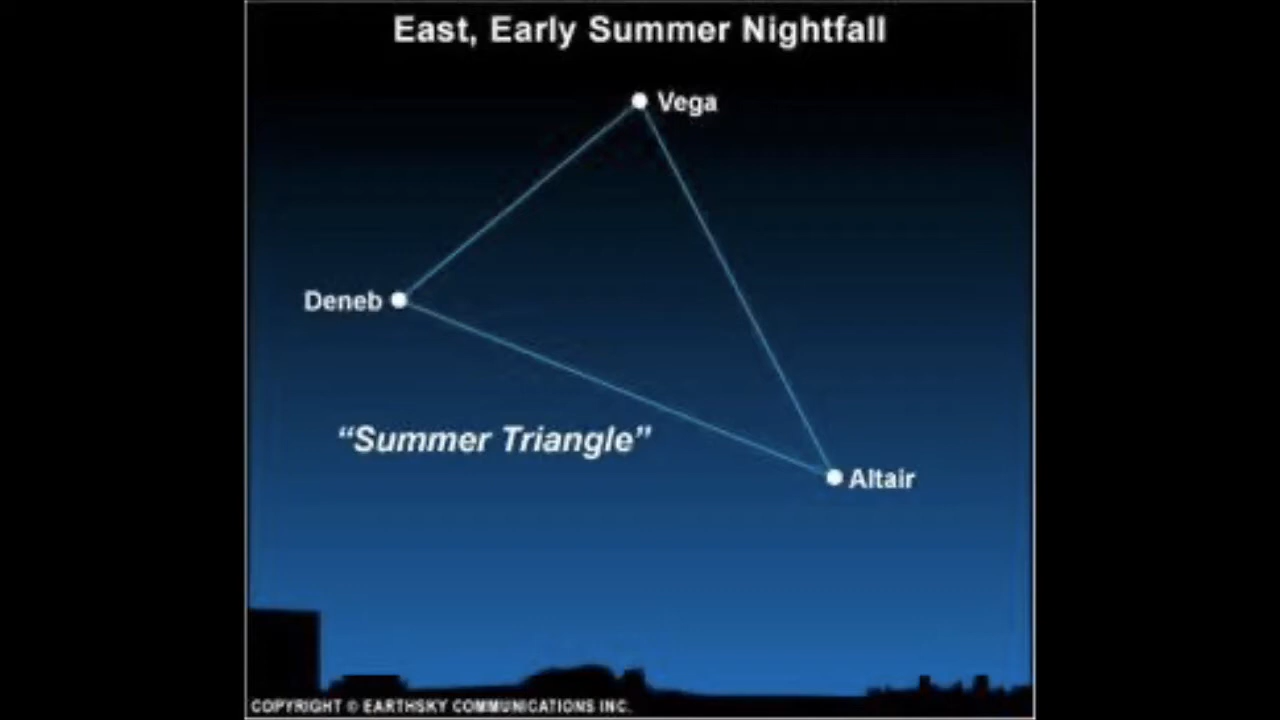 East, Early Summer Nightfall
Vega
Deneb
“Summer Triangle”
Altair
COPYRIGHT © EARTHSKY COMMUNICATIONS INC.